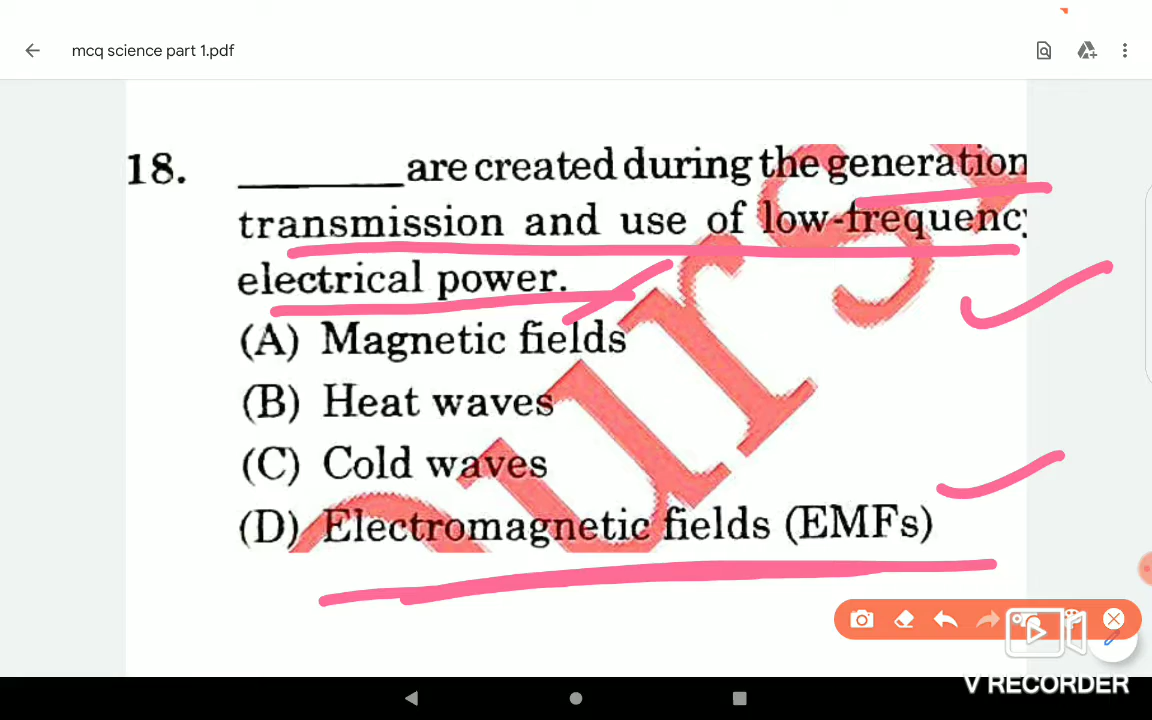 mcq science part 1.pdf
18. ________ are created during the generation
transmission and use of low-frequency
electrical power.
(A) Magnetic fields
(B) Heat waves
(C) Cold waves
(D) Electromagnetic fields (EMFs)
V RECORDER